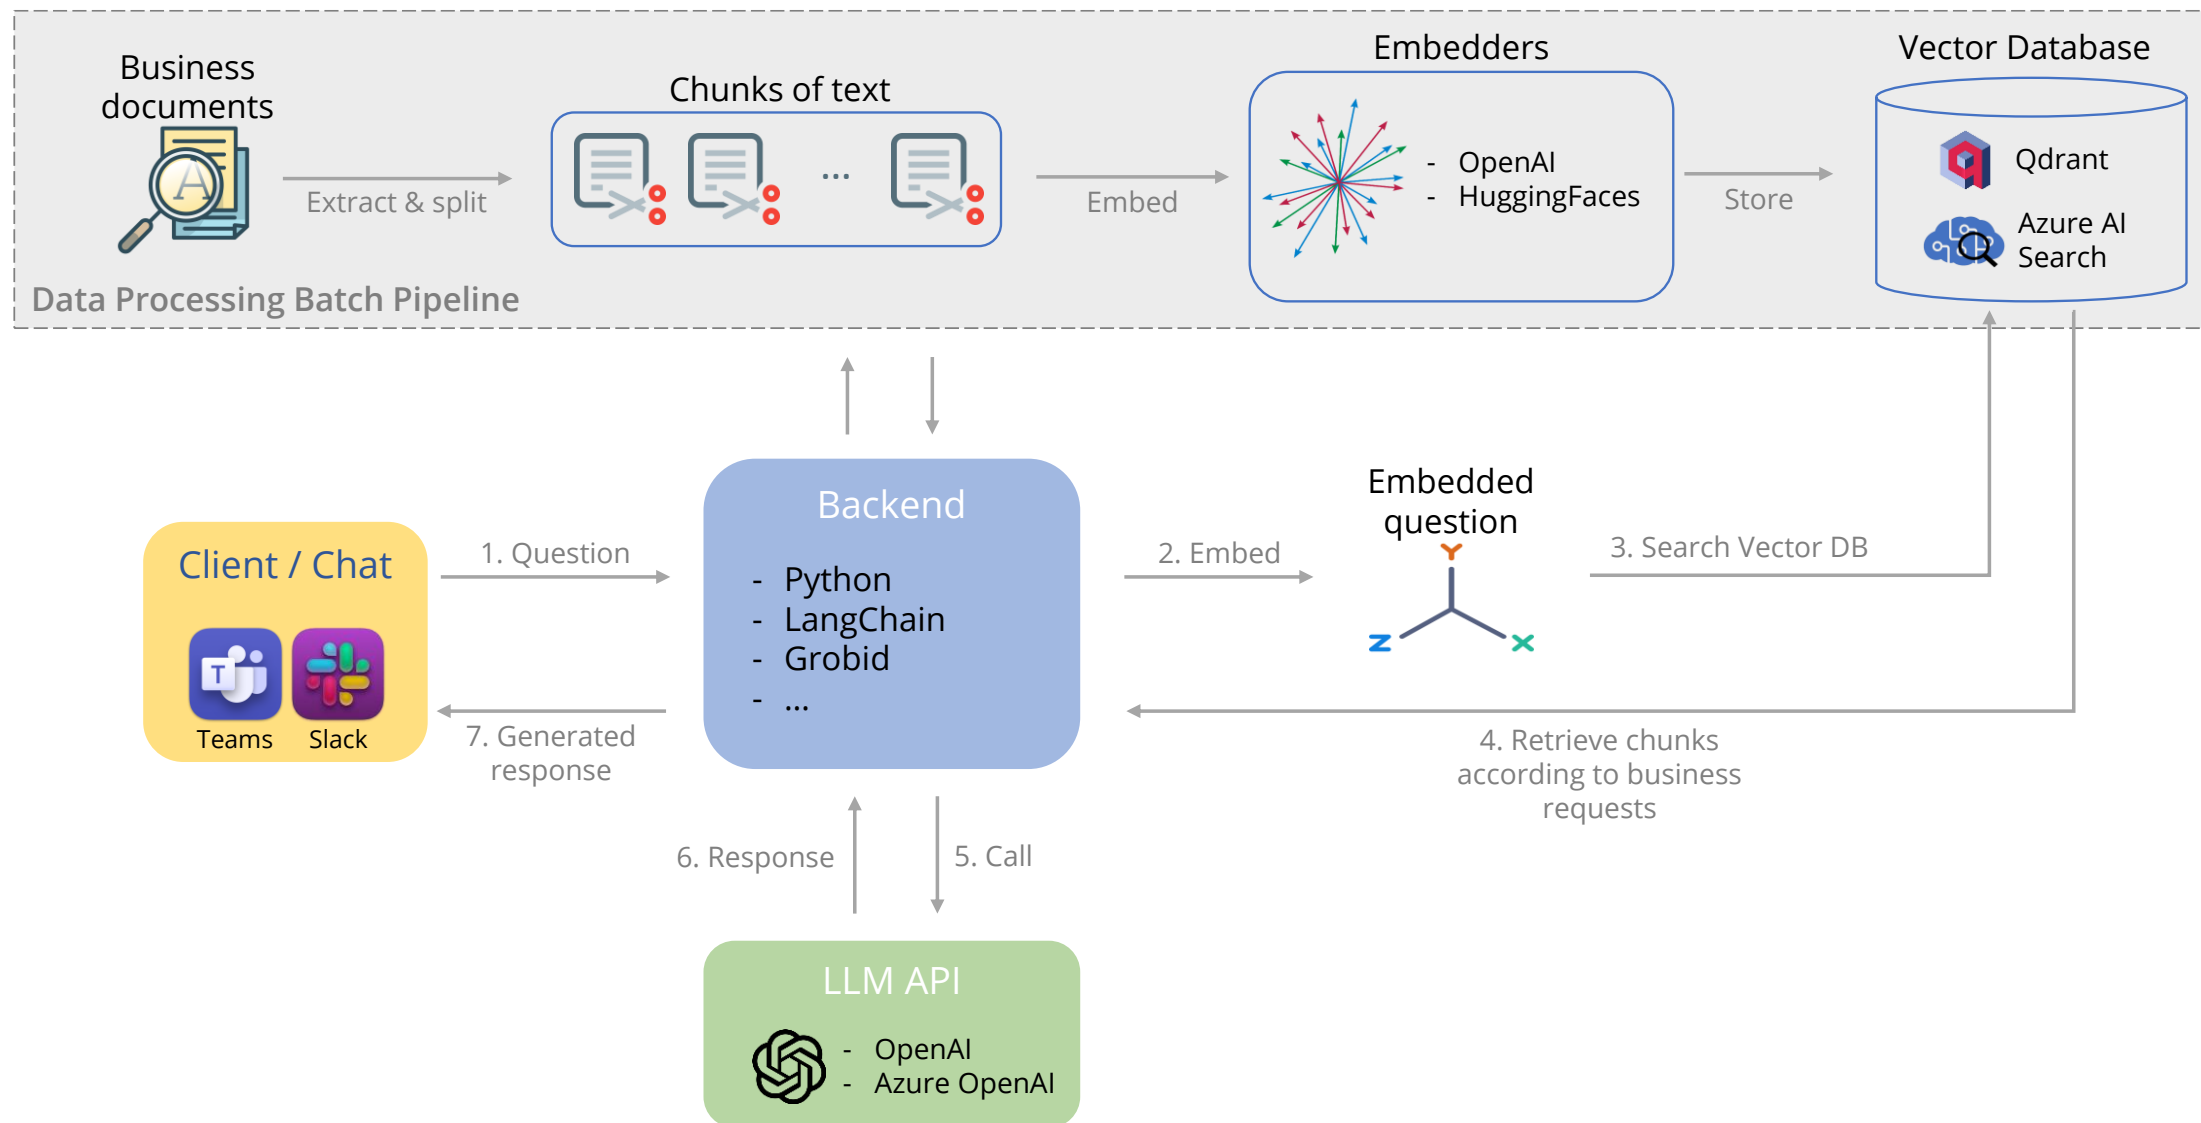 Business
documents
Extract & split
Chunks of text
...
Embed
Embedders
- OpenAI
- HuggingFaces
Store
Vector Database
Qdrant
Azure AI
Search
Data Processing Batch Pipeline
Client / Chat
T
Teams
Slack
1. Question
7. Generated
response
Backend
- Python
- LangChain
- Grobid
- ...
2. Embed
Embedded
question
Y
Z
X
3. Search Vector DB
4. Retrieve chunks
according to business
requests
6. Response
5. Call
LLM API
- OpenAI
- Azure OpenAI
A